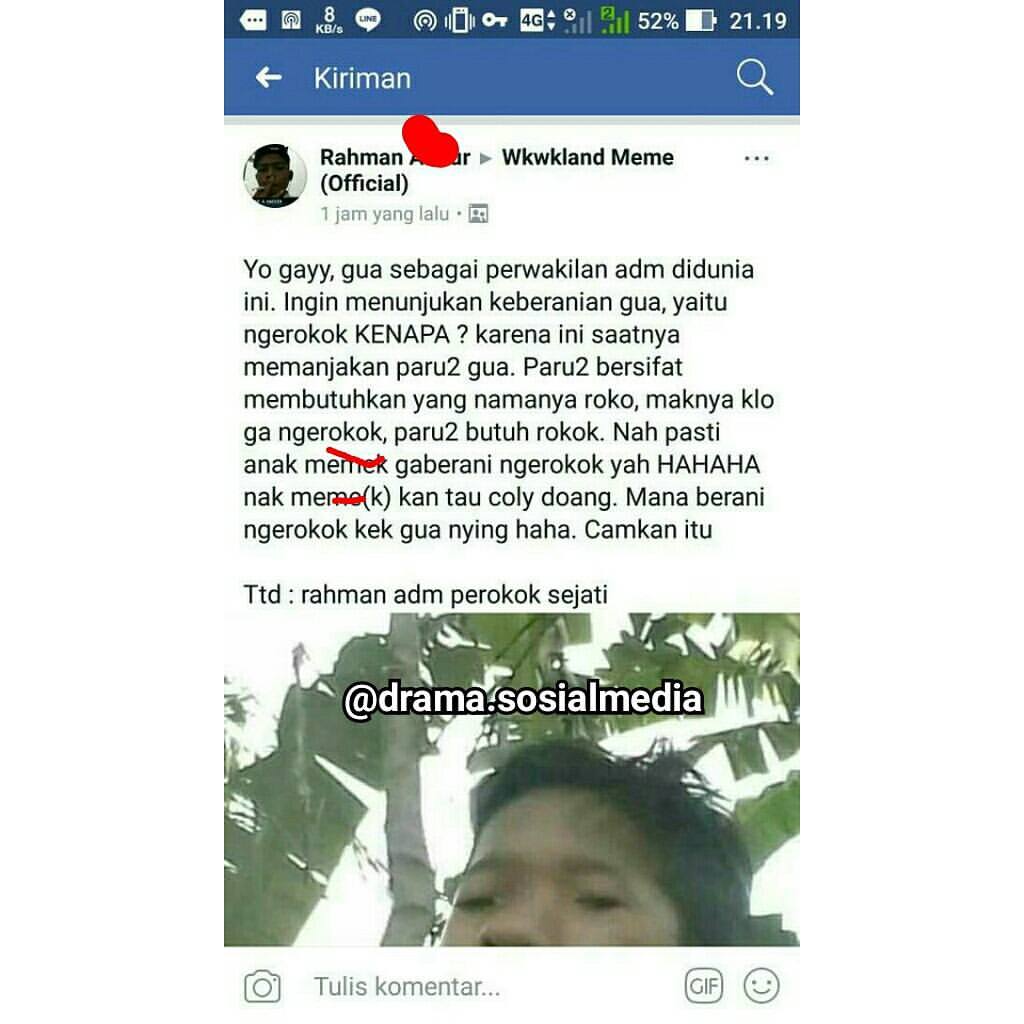 8
KB/s
LINE
4G
2
52%
21.19
Kiriman
Rahman ▸ Wkwkland Meme
(Official)
1 jam yang lalu •
Yo gayy, gua sebagai perwakilan adm didunia
ini. Ingin menunjukan keberanian gua, yaitu
ngerokok KENAPA ? karena ini saatnya
memanjakan paru2 gua. Paru2 bersifat
membutuhkan yang namanya roko, maknya klo
ga ngerokok, paru2 butuh rokok. Nah pasti
anak memek gaberani ngerokok yah HAHAHA
nak meme(k) kan tau coly doang. Mana berani
ngerokok kek gua nying haha. Camkan itu
Ttd : rahman adm perokok sejati
@drama.sosialmedia
Tulis komentar...
GIF